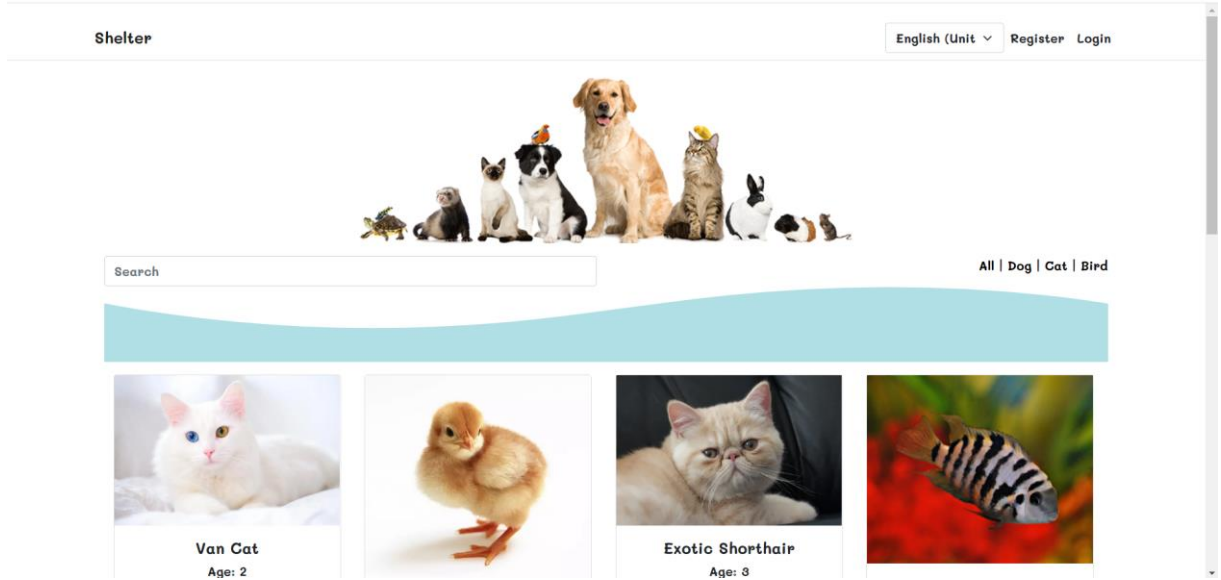 Shelter
English (Unit
Register
Login
Search
All | Dog | Cat | Bird
Van Cat
Age: 2
Exotic Shorthair
Age: 3